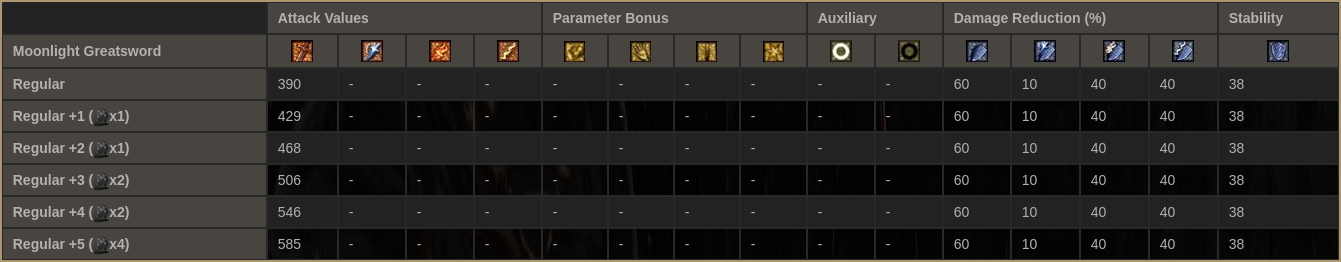 Attack Values Parameter Bonus Auxiliary Damage Reduction (%) Stability
Moonlight Greatsword
Regular 390 - - - - - - - - - 60 10 40 40 38
Regular +1 (x1) 429 - - - - - - - - - 60 10 40 40 38
Regular +2 (x1) 468 - - - - - - - - - 60 10 40 40 38
Regular +3 (x2) 506 - - - - - - - - - 60 10 40 40 38
Regular +4 (x2) 546 - - - - - - - - - 60 10 40 40 38
Regular +5 (x4) 585 - - - - - - - - - 60 10 40 40 38